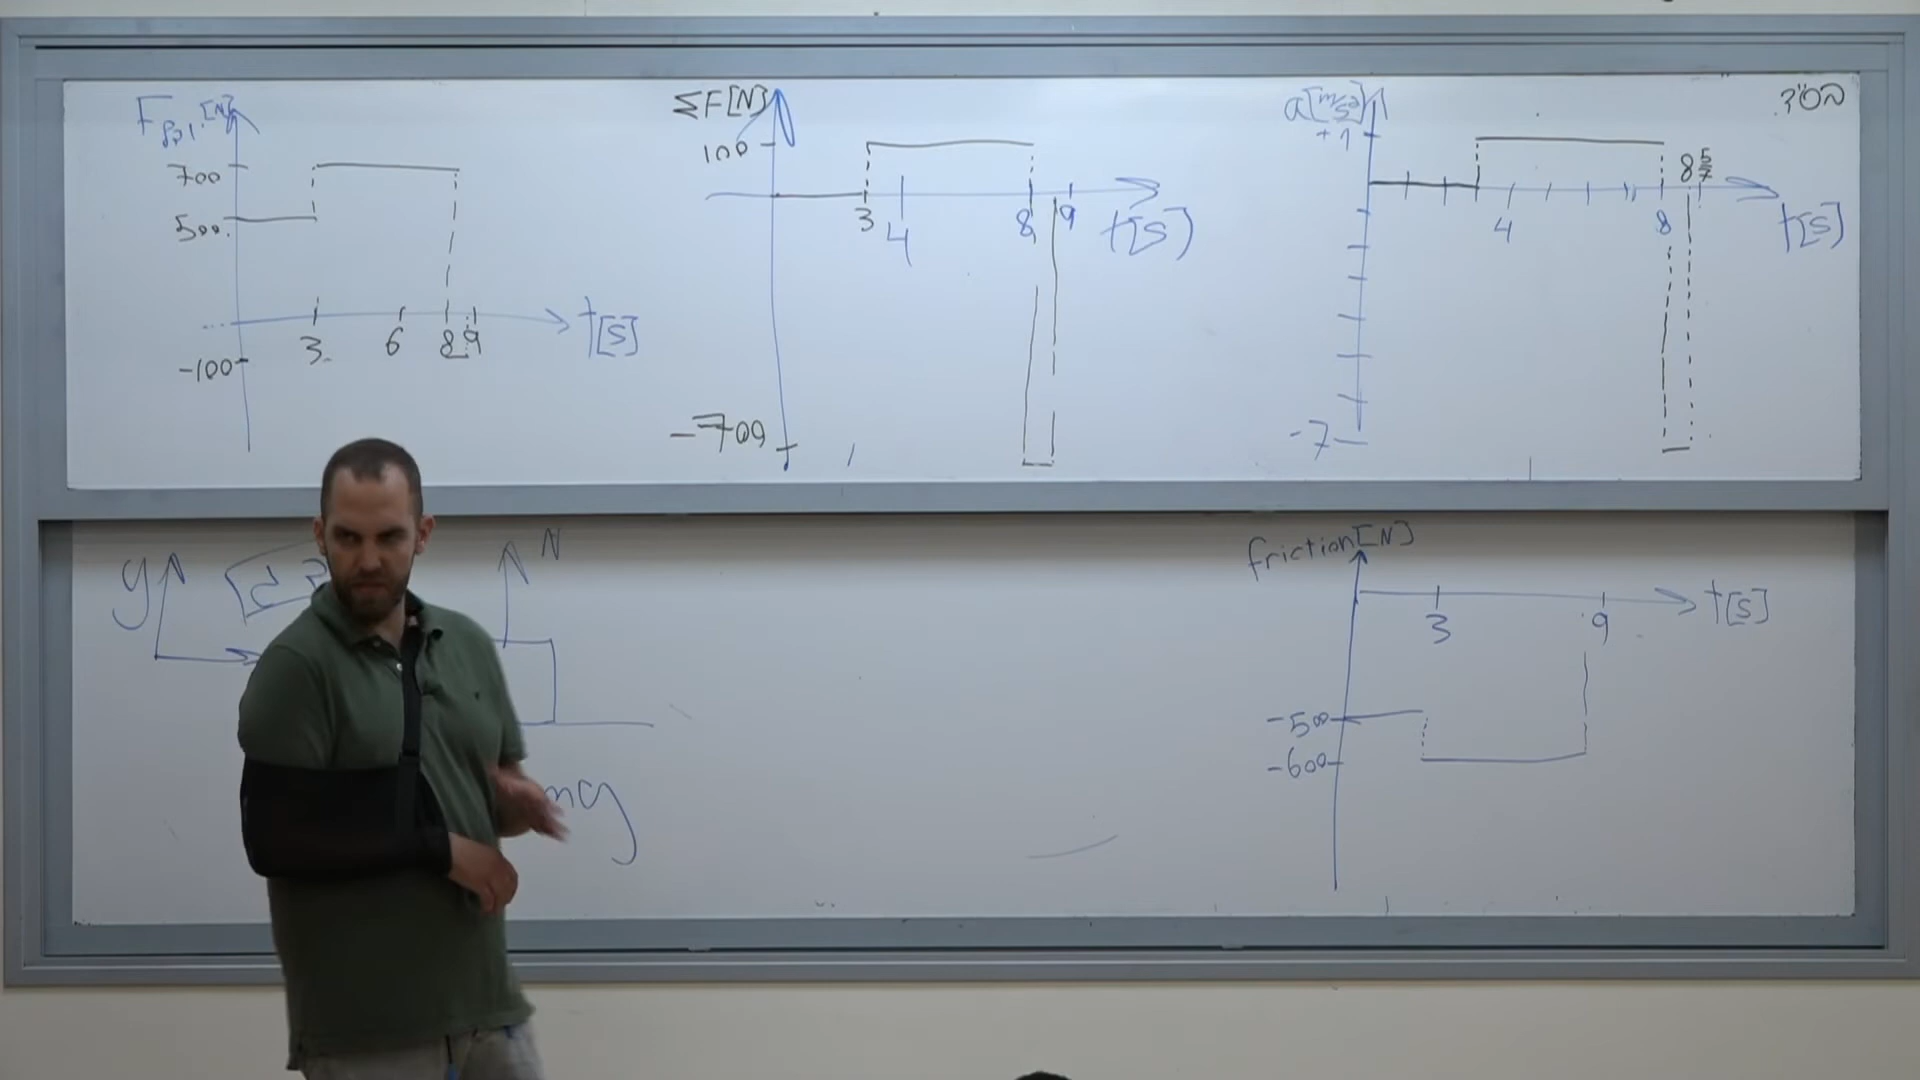 F [N]
700
500
-100
3
6
8
9
t[s]
ΣF[N]
100
3
4
8
9
t[s]
-700
a[m/s²]
+1
4
8
8 5/7
t[s]
-7
y
N
mg
friction[N]
3
9
t[s]
-500
-600